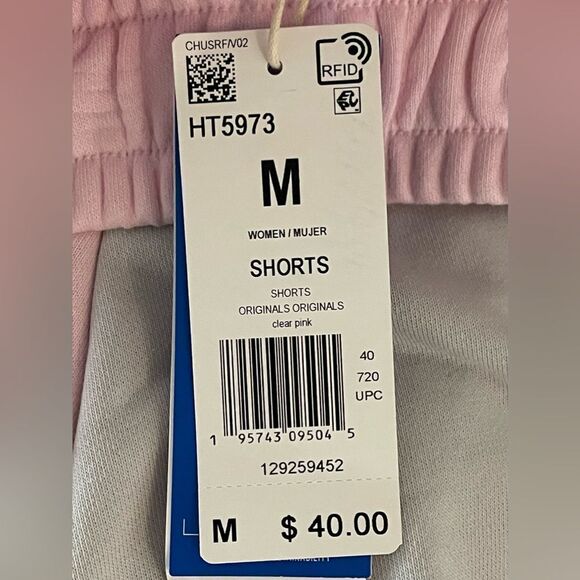 CHUSRF/V02
RFID
HT5973
M
WOMEN / MUJER
SHORTS
SHORTS
ORIGINALS ORIGINALS
clear pink
40
720
UPC
1 95743 09504 5
129259452
M $ 40.00